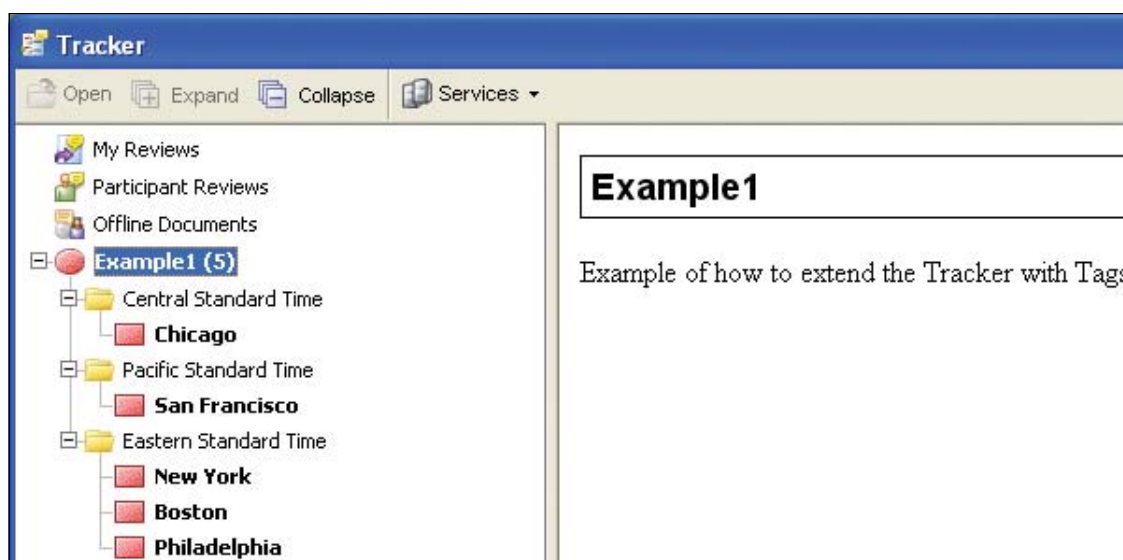 Tracker
Open Expand Collapse Services
My Reviews
Participant Reviews
Offline Documents
Example1 (5)
Central Standard Time
Chicago
Pacific Standard Time
San Francisco
Eastern Standard Time
New York
Boston
Philadelphia
Example1
Example of how to extend the Tracker with Tags